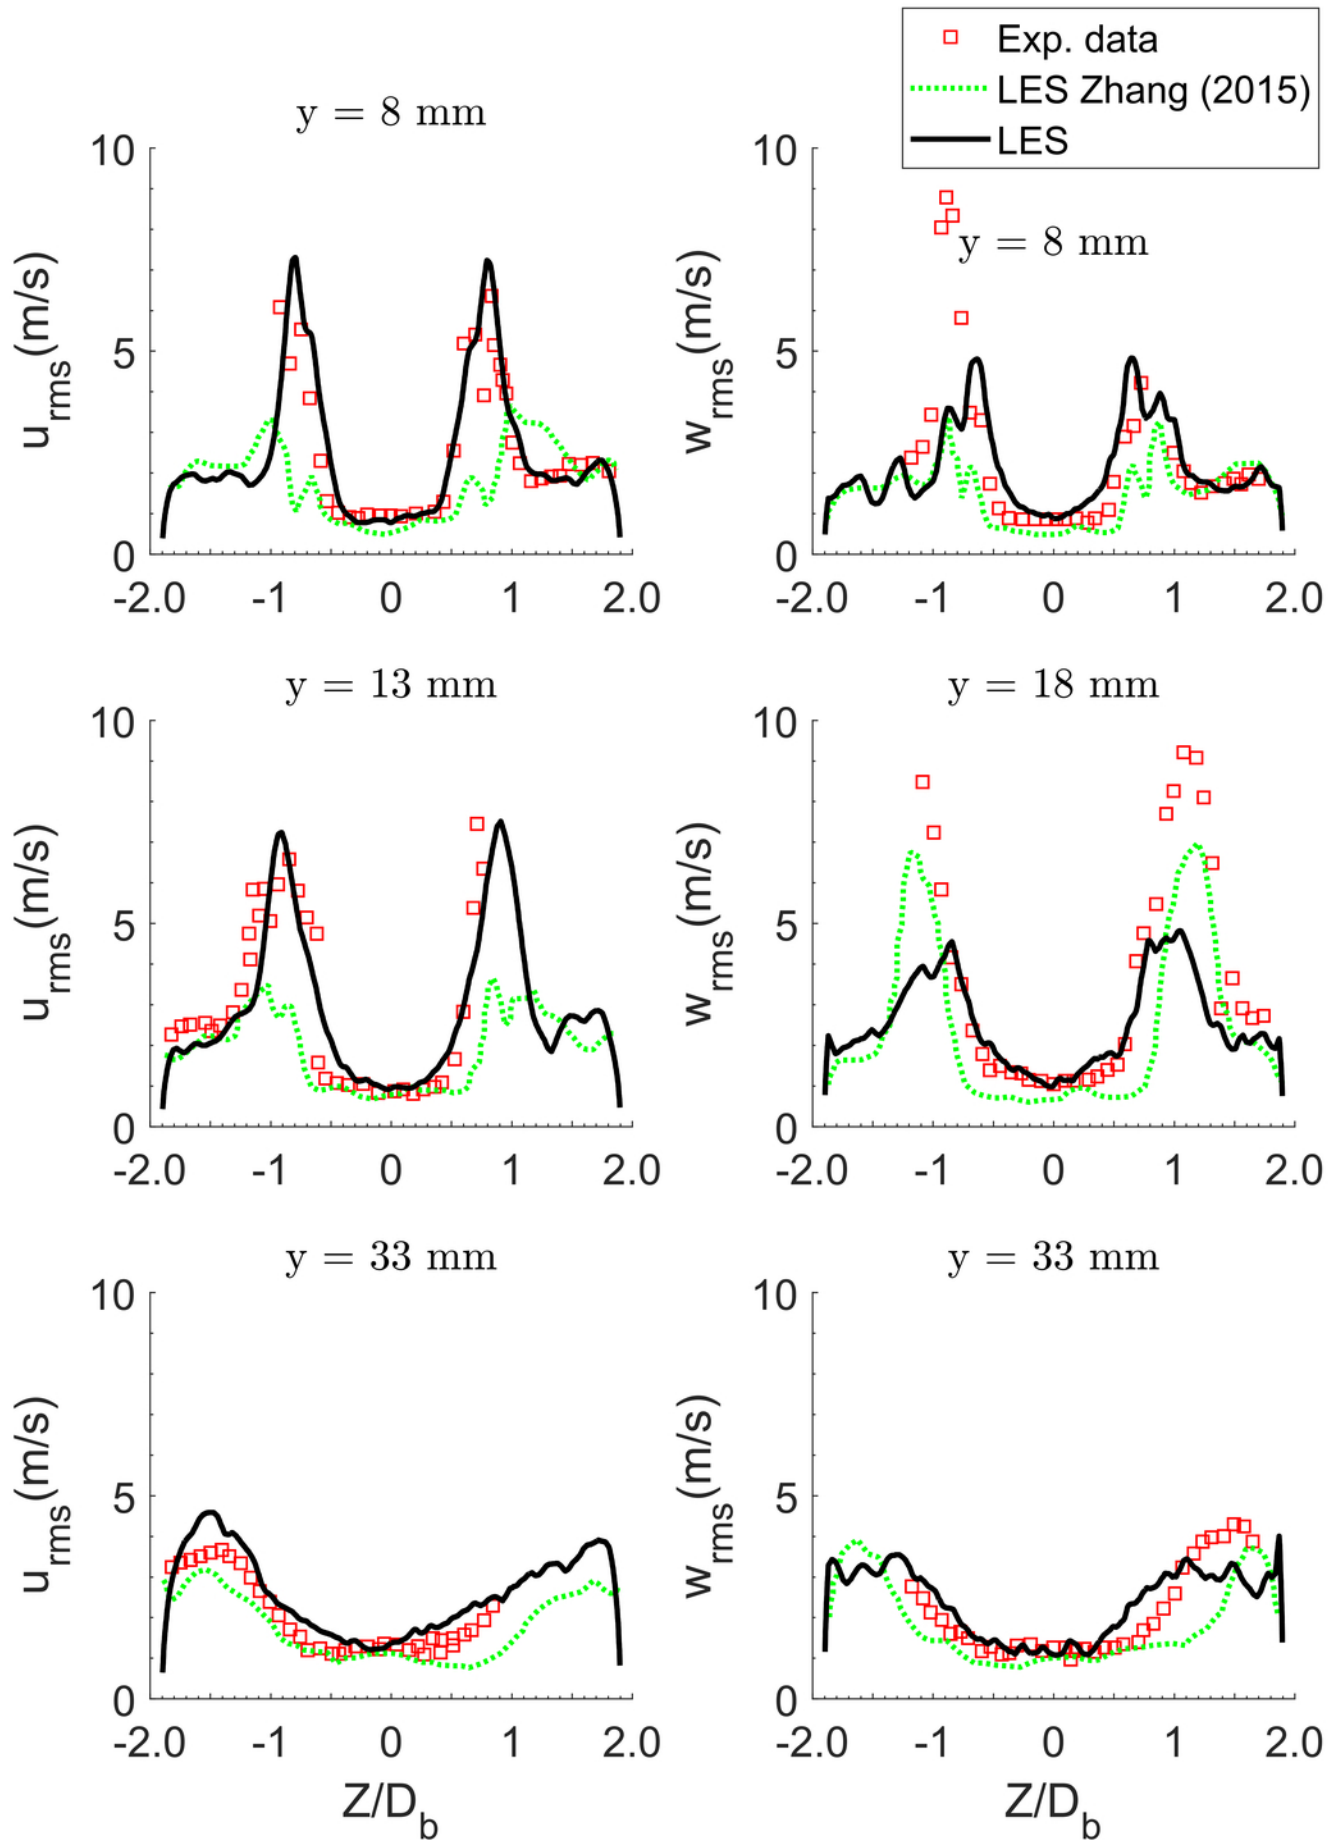 Exp. data
LES Zhang (2015)
LES
y = 8 mm
y = 8 mm
10
5
0
u_rms(m/s)
-2.0 -1 0 1 2.0
10
5
0
w_rms(m/s)
-2.0 -1 0 1 2.0
y = 13 mm
y = 18 mm
10
5
0
u_rms(m/s)
-2.0 -1 0 1 2.0
10
5
0
w_rms(m/s)
-2.0 -1 0 1 2.0
y = 33 mm
y = 33 mm
10
5
0
u_rms(m/s)
-2.0 -1 0 1 2.0
Z/D_b
10
5
0
w_rms(m/s)
-2.0 -1 0 1 2.0
Z/D_b